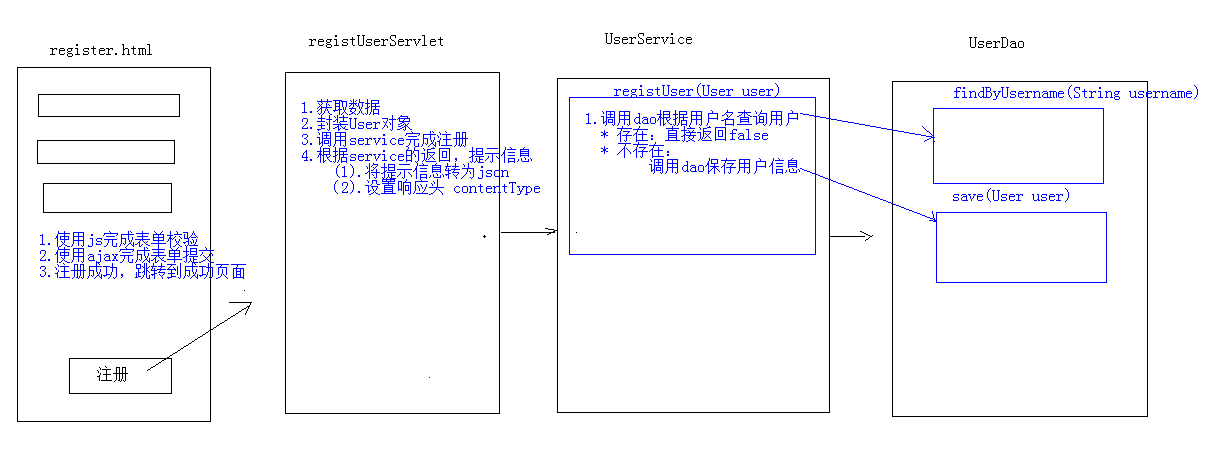 register.html
1.使用js完成表单校验
2.使用ajax完成表单提交
3.注册成功，跳转到成功页面
注册
registUserServlet
1.获取数据
2.封装User对象
3.调用service完成注册
4.根据service的返回，提示信息
(1).将提示信息转为json
(2).设置响应头 contentType
UserService
registUser(User user)
1.调用dao根据用户名查询用户
* 存在：直接返回false
* 不存在：
调用dao保存用户信息
UserDao
findByUsername(String username)
save(User user)